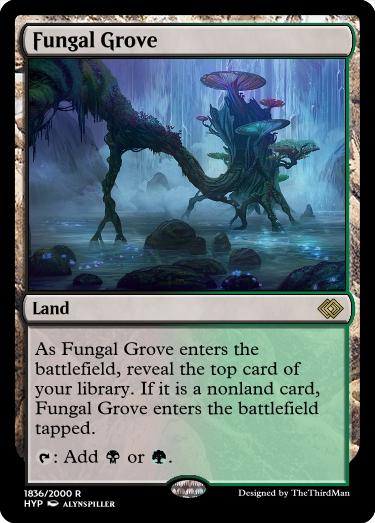 Fungal Grove
Land
As Fungal Grove enters the
battlefield, reveal the top card of
your library. If it is a nonland card,
Fungal Grove enters the battlefield
tapped.
: Add or .
1836/2000 R
HYP ALYNSPILLER
Designed by TheThirdMan